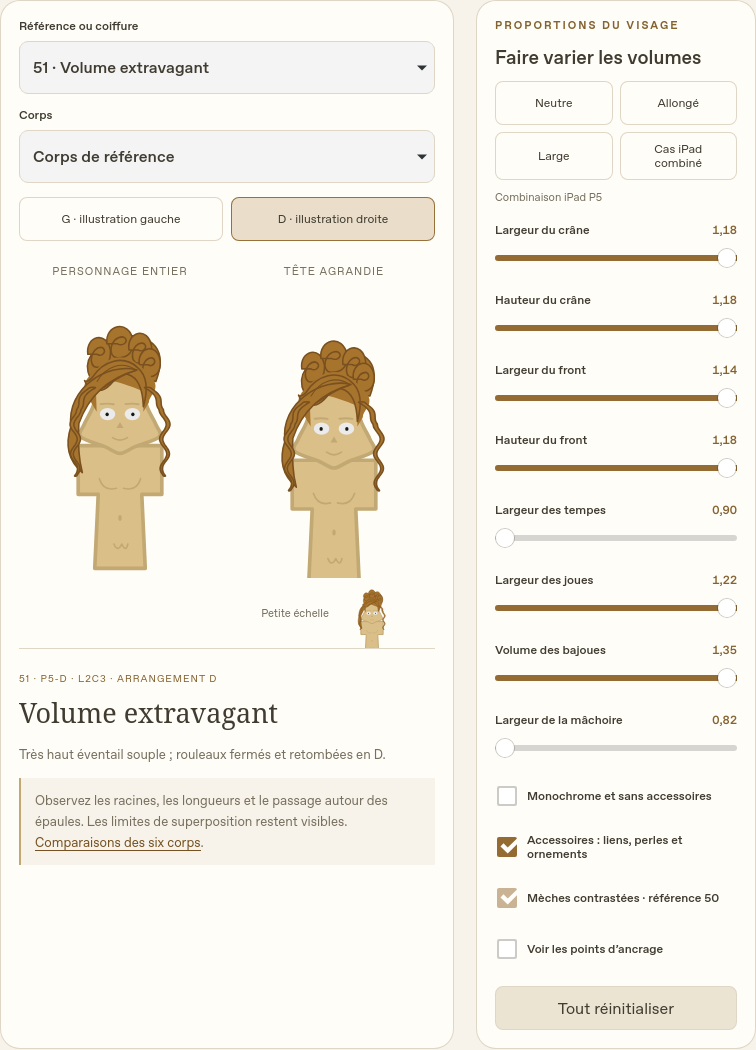 Référence ou coiffure
51 · Volume extravagant
Corps
Corps de référence
G · illustration gauche
D · illustration droite
PERSONNAGE ENTIER
TÊTE AGRANDIE
Petite échelle
51 · P5-D · L2C3 · ARRANGEMENT D
Volume extravagant
Très haut éventail souple ; rouleaux fermés et retombées en D.
Observez les racines, les longueurs et le passage autour des
épaules. Les limites de superposition restent visibles.
Comparaisons des six corps.
PROPORTIONS DU VISAGE
Faire varier les volumes
Neutre
Allongé
Large
Cas iPad
combiné
Combinaison iPad P5
Largeur du crâne 1,18
Hauteur du crâne 1,18
Largeur du front 1,14
Hauteur du front 1,18
Largeur des tempes 0,90
Largeur des joues 1,22
Volume des bajoues 1,35
Largeur de la mâchoire 0,82
Monochrome et sans accessoires
Accessoires : liens, perles et
ornements
Mèches contrastées · référence 50
Voir les points d’ancrage
Tout réinitialiser